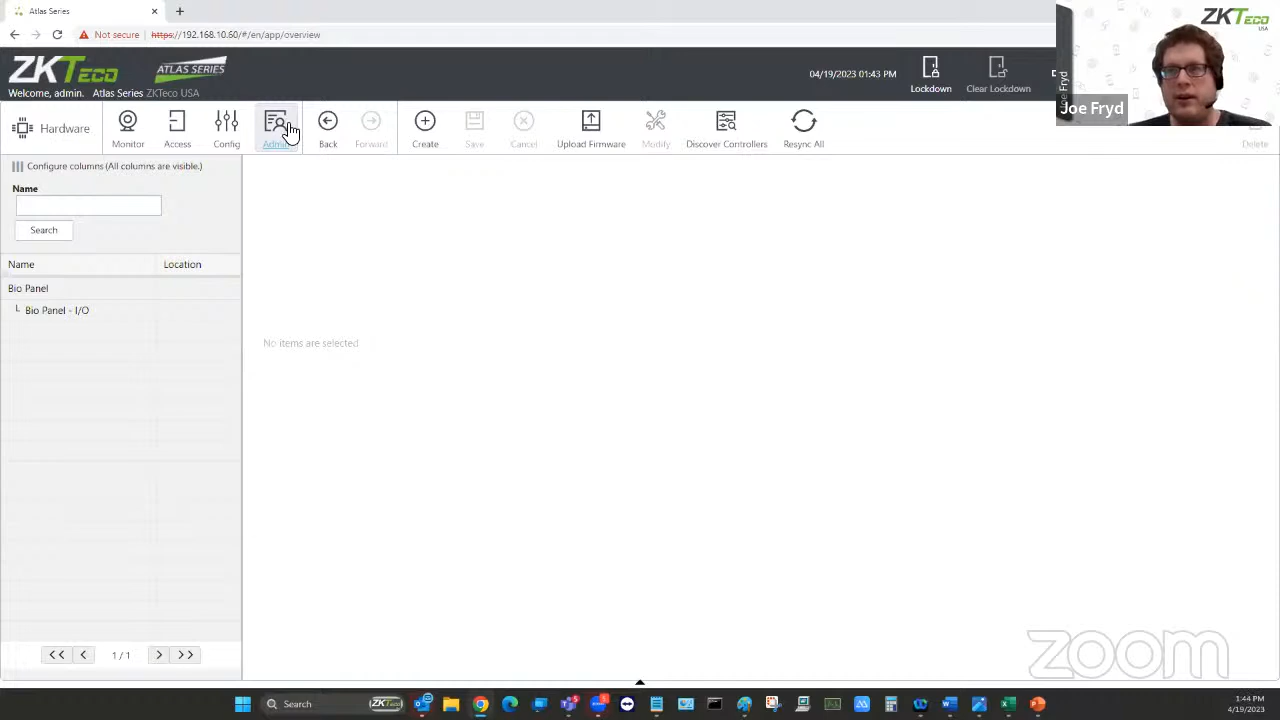 Atlas Series
Not secure https://192.168.10.60/#/en/app/overview
ZKTeco ATLAS SERIES
Welcome, admin. Atlas Series ZKTeco USA
04/19/2023 01:43 PM
Lockdown
Clear Lockdown
ZKTeco
USA
Joe Fryd
Joe Fryd
Hardware
Monitor
Access
Config
Admin
Back
Forward
Create
Save
Cancel
Upload Firmware
Modify
Discover Controllers
Resync All
Delete
Configure columns (All columns are visible.)
Name
Search
Name Location
Bio Panel
Bio Panel - I/O
No items are selected
1 / 1
zoom
Search
ZKTeco
1:44 PM
4/19/2023